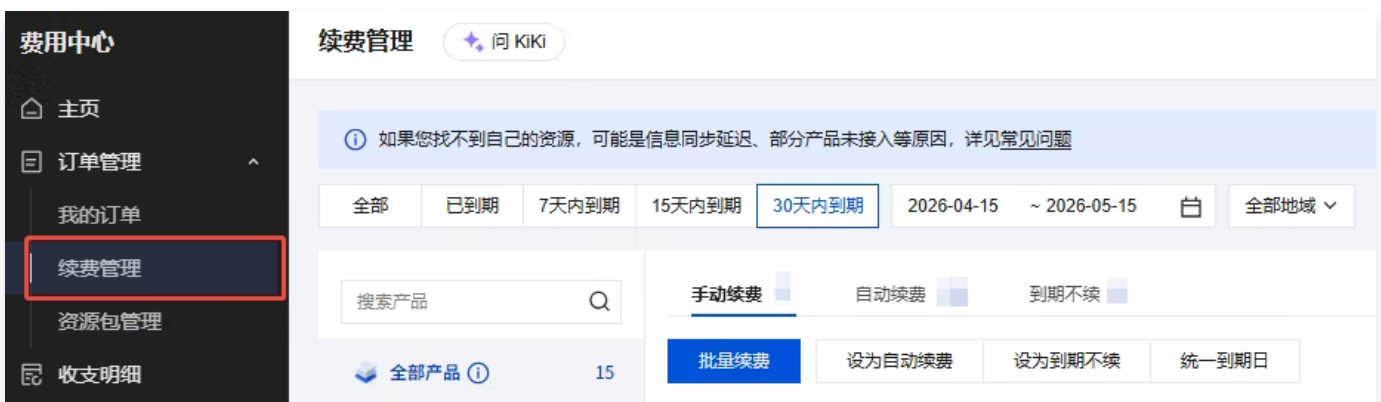 费用中心
主页
订单管理
我的订单
续费管理
资源包管理
收支明细
续费管理 问 KiKi
如果您找不到自己的资源，可能是信息同步延迟、部分产品未接入等原因，详见常见问题
全部 已到期 7天内到期 15天内到期 30天内到期 2026-04-15 ~ 2026-05-15 全部地域
搜索产品
全部产品 15
手动续费 自动续费 到期不续
批量续费 设为自动续费 设为到期不续 统一到期日